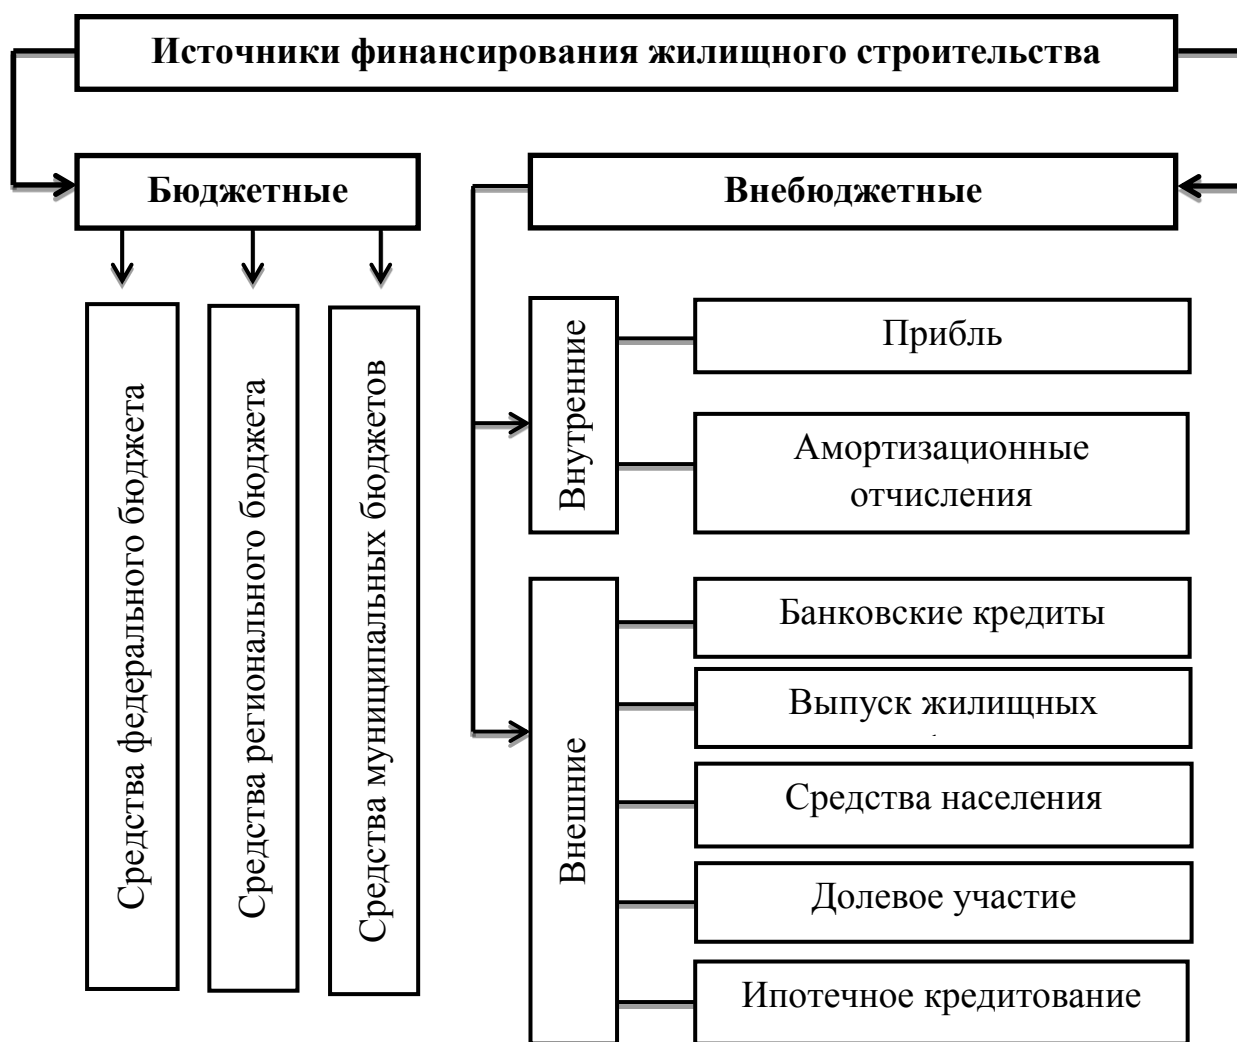 Источники финансирования жилищного строительства
Бюджетные
Внебюджетные
Средства федерального бюджета
Средства регионального бюджета
Средства муниципальных бюджетов
Внутренние
Прибль
Амортизационные
отчисления
Внешние
Банковские кредиты
Выпуск жилищных
Средства населения
Долевое участие
Ипотечное кредитование